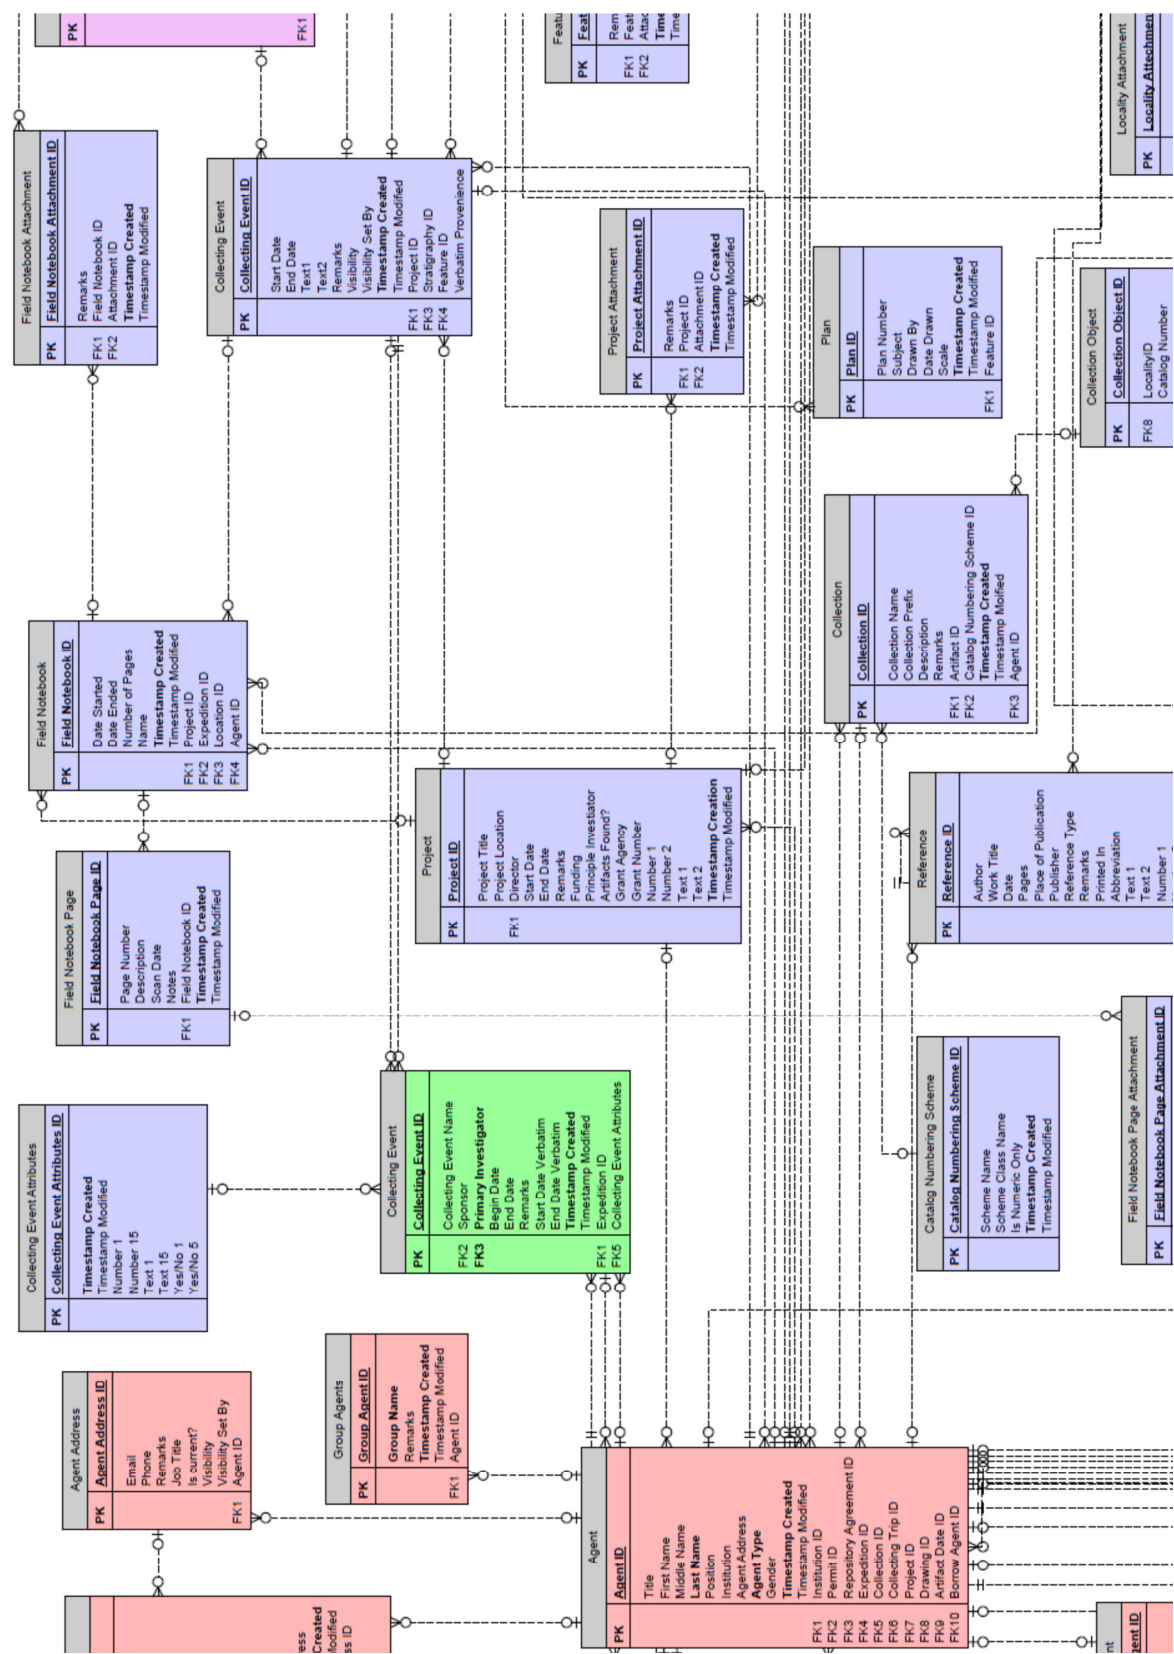 Collecting Event Attributes
PK Collecting Event Attributes ID
Timestamp Created
Timestamp Modified
Number 1
Number 15
Text 1
Text 15
Yes/No 1
Yes/No 5
Field Notebook Attachment
PK Field Notebook Attachment ID
Remarks
FK1 Field Notebook ID
FK2 Attachment ID
Timestamp Created
Timestamp Modified
Field Notebook
PK Field Notebook ID
Date Started
Date Ended
Number of Pages
Name
Timestamp Created
Timestamp Modified
FK1 Project ID
FK2 Expedition ID
FK3 Location ID
FK4 Agent ID
PK
FK1
Field Notebook Page
PK Field Notebook Page ID
Page Number
Description
Scan Date
Notes
FK1 Field Notebook ID
Timestamp Created
Timestamp Modified
Agent Address
PK Agent Address ID
Email
Phone
Remarks
Job Title
Is current?
Visibility
Visibility Set By
FK1 Agent ID
Created
Collecting Event
PK Collecting Event ID
Start Date
End Date
Text1
Text2
Remarks
Visibility
Visibility Set By
Timestamp Created
Timestamp Modified
FK1 Project ID
FK3 Stratigraphy ID
FK4 Feature ID
Verbatim Provenience
Group Agents
PK Group Agent ID
Group Name
Remarks
Timestamp Created
Timestamp Modified
FK1 Agent ID
Collecting Event
PK Collecting Event ID
Collecting Event Name
FK2 Sponsor
FK3 Primary Investigator
Begin Date
End Date
Remarks
Start Date Verbatim
End Date Verbatim
Timestamp Created
Timestamp Modified
FK1 Expedition ID
FK5 Collecting Event Attributes
Project
PK Project ID
Project Title
Project Location
FK1 Director
Start Date
End Date
Remarks
Funding
Principle Investiator
Artifacts Found?
Grant Agency
Grant Number
Number 1
Number 2
Text 1
Text 2
Timestamp Creation
Timestamp Modified
Featu
PK Feat
Rem
FK1 Feat
FK2 Attac
Time
Time
Agent
PK Agent ID
Title
First Name
Middle Name
Last Name
Position
Institution
Agent Address
Agent Type
Gender
Timestamp Created
Timestamp Modified
FK1 Institution ID
FK2 Permit ID
FK3 Repository Agreement ID
FK4 Expedition ID
FK5 Collection ID
FK6 Collecting Trip ID
FK7 Project ID
FK8 Drawing ID
FK9 Artifact Date ID
FK10 Borrow Agent ID
Project Attachment
PK Project Attachment ID
Remarks
FK1 Project ID
FK2 Attachment ID
Timestamp Created
Timestamp Modified
Plan
PK Plan ID
Plan Number
Subject
Drawn By
Date Drawn
Scale
Timestamp Created
Timestamp Modified
FK1 Feature ID
Collection
PK Collection ID
Collection Name
Collection Prefix
Description
Remarks
FK1 Artifact ID
FK2 Catalog Numbering Scheme ID
Timestamp Created
Timestamp Moified
FK3 Agent ID
Reference
PK Reference ID
Author
Work Title
Date
Pages
Place of Publication
Publisher
Reference Type
Remarks
Printed In
Abbreviation
Text 1
Text 2
Number 1
Catalog Numbering Scheme
PK Catalog Numbering Scheme ID
Scheme Name
Scheme Class Name
Is Numeric Only
Timestamp Created
Timestamp Modified
Collection Object
PK Collection Object ID
FK8 LocalityID
Catalog Number
Locality Attachment
PK Locality Attachmen
Field Notebook Page Attachment
PK Field Notebook Page Attachment ID
nt
gent ID